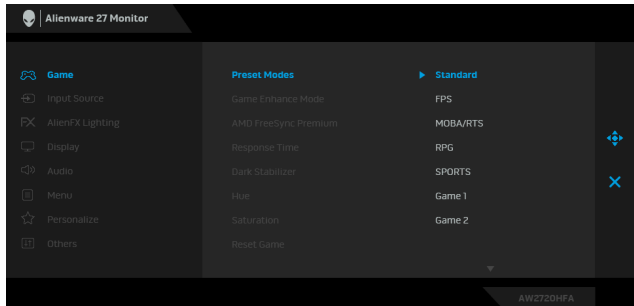 Alienware 27 Monitor
Game
Preset Modes
Standard
Input Source
Game Enhance Mode
FPS
AlienFX Lighting
AMD FreeSync Premium
MOBA/RTS
Display
Response Time
RPG
Audio
Dark Stabilizer
SPORTS
Menu
Hue
Game 1
Personalize
Saturation
Game 2
Others
Reset Game
AW2720HFA